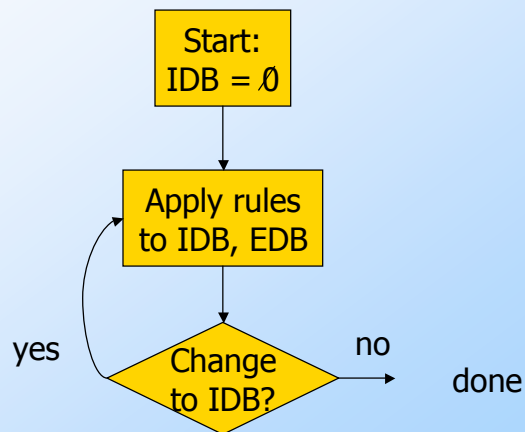 Start:
IDB = ∅
Apply rules
to IDB, EDB
yes
Change
to IDB?
no
done